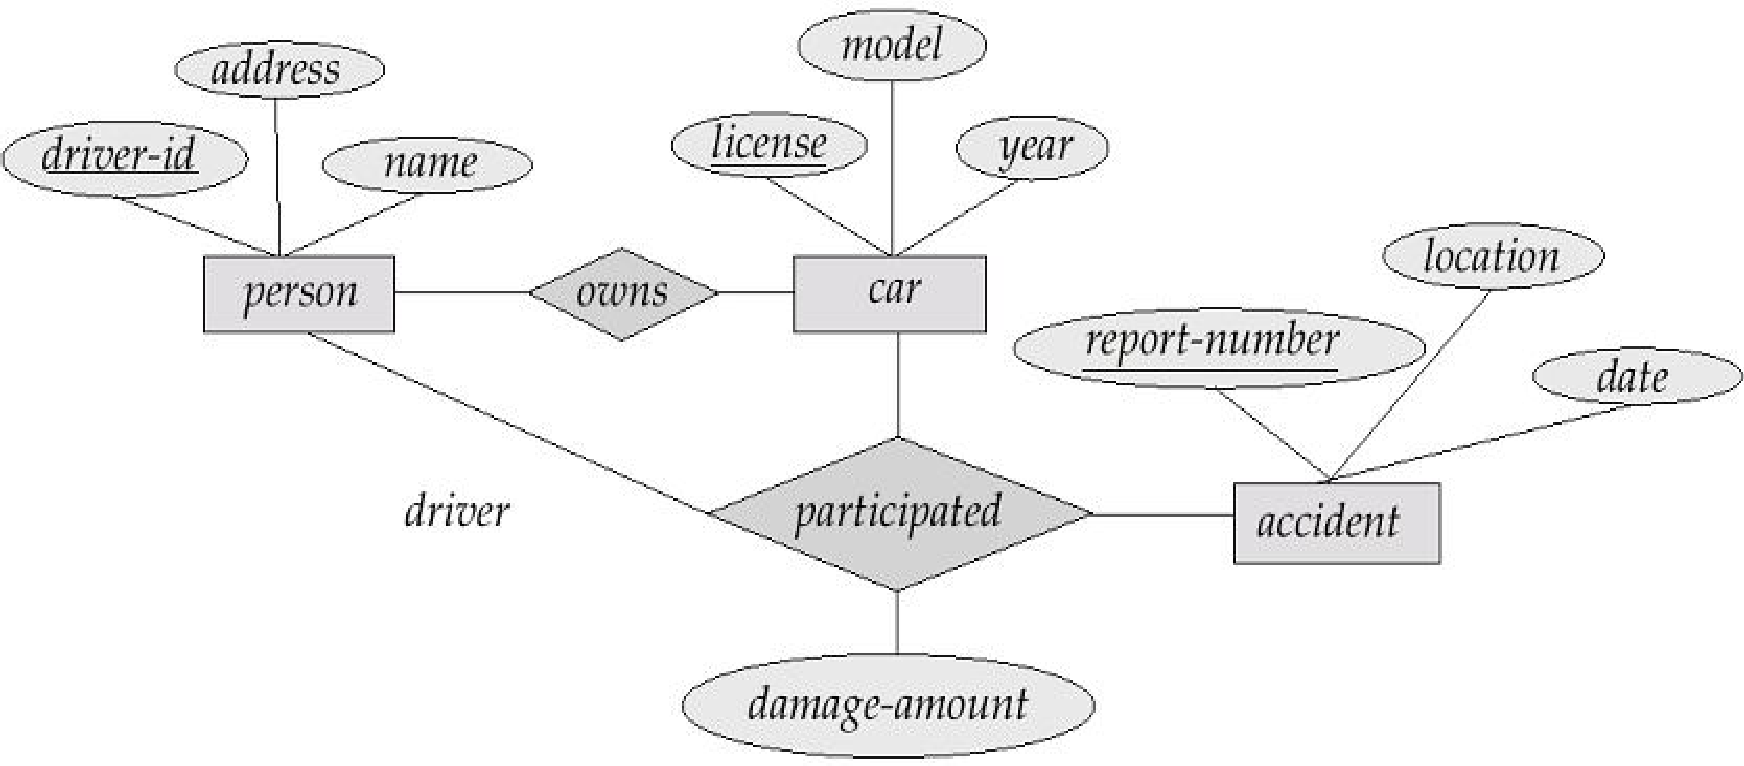 model
address
license
year
driver-id
name
location
person
owns
car
report-number
date
driver
participated
accident
damage-amount